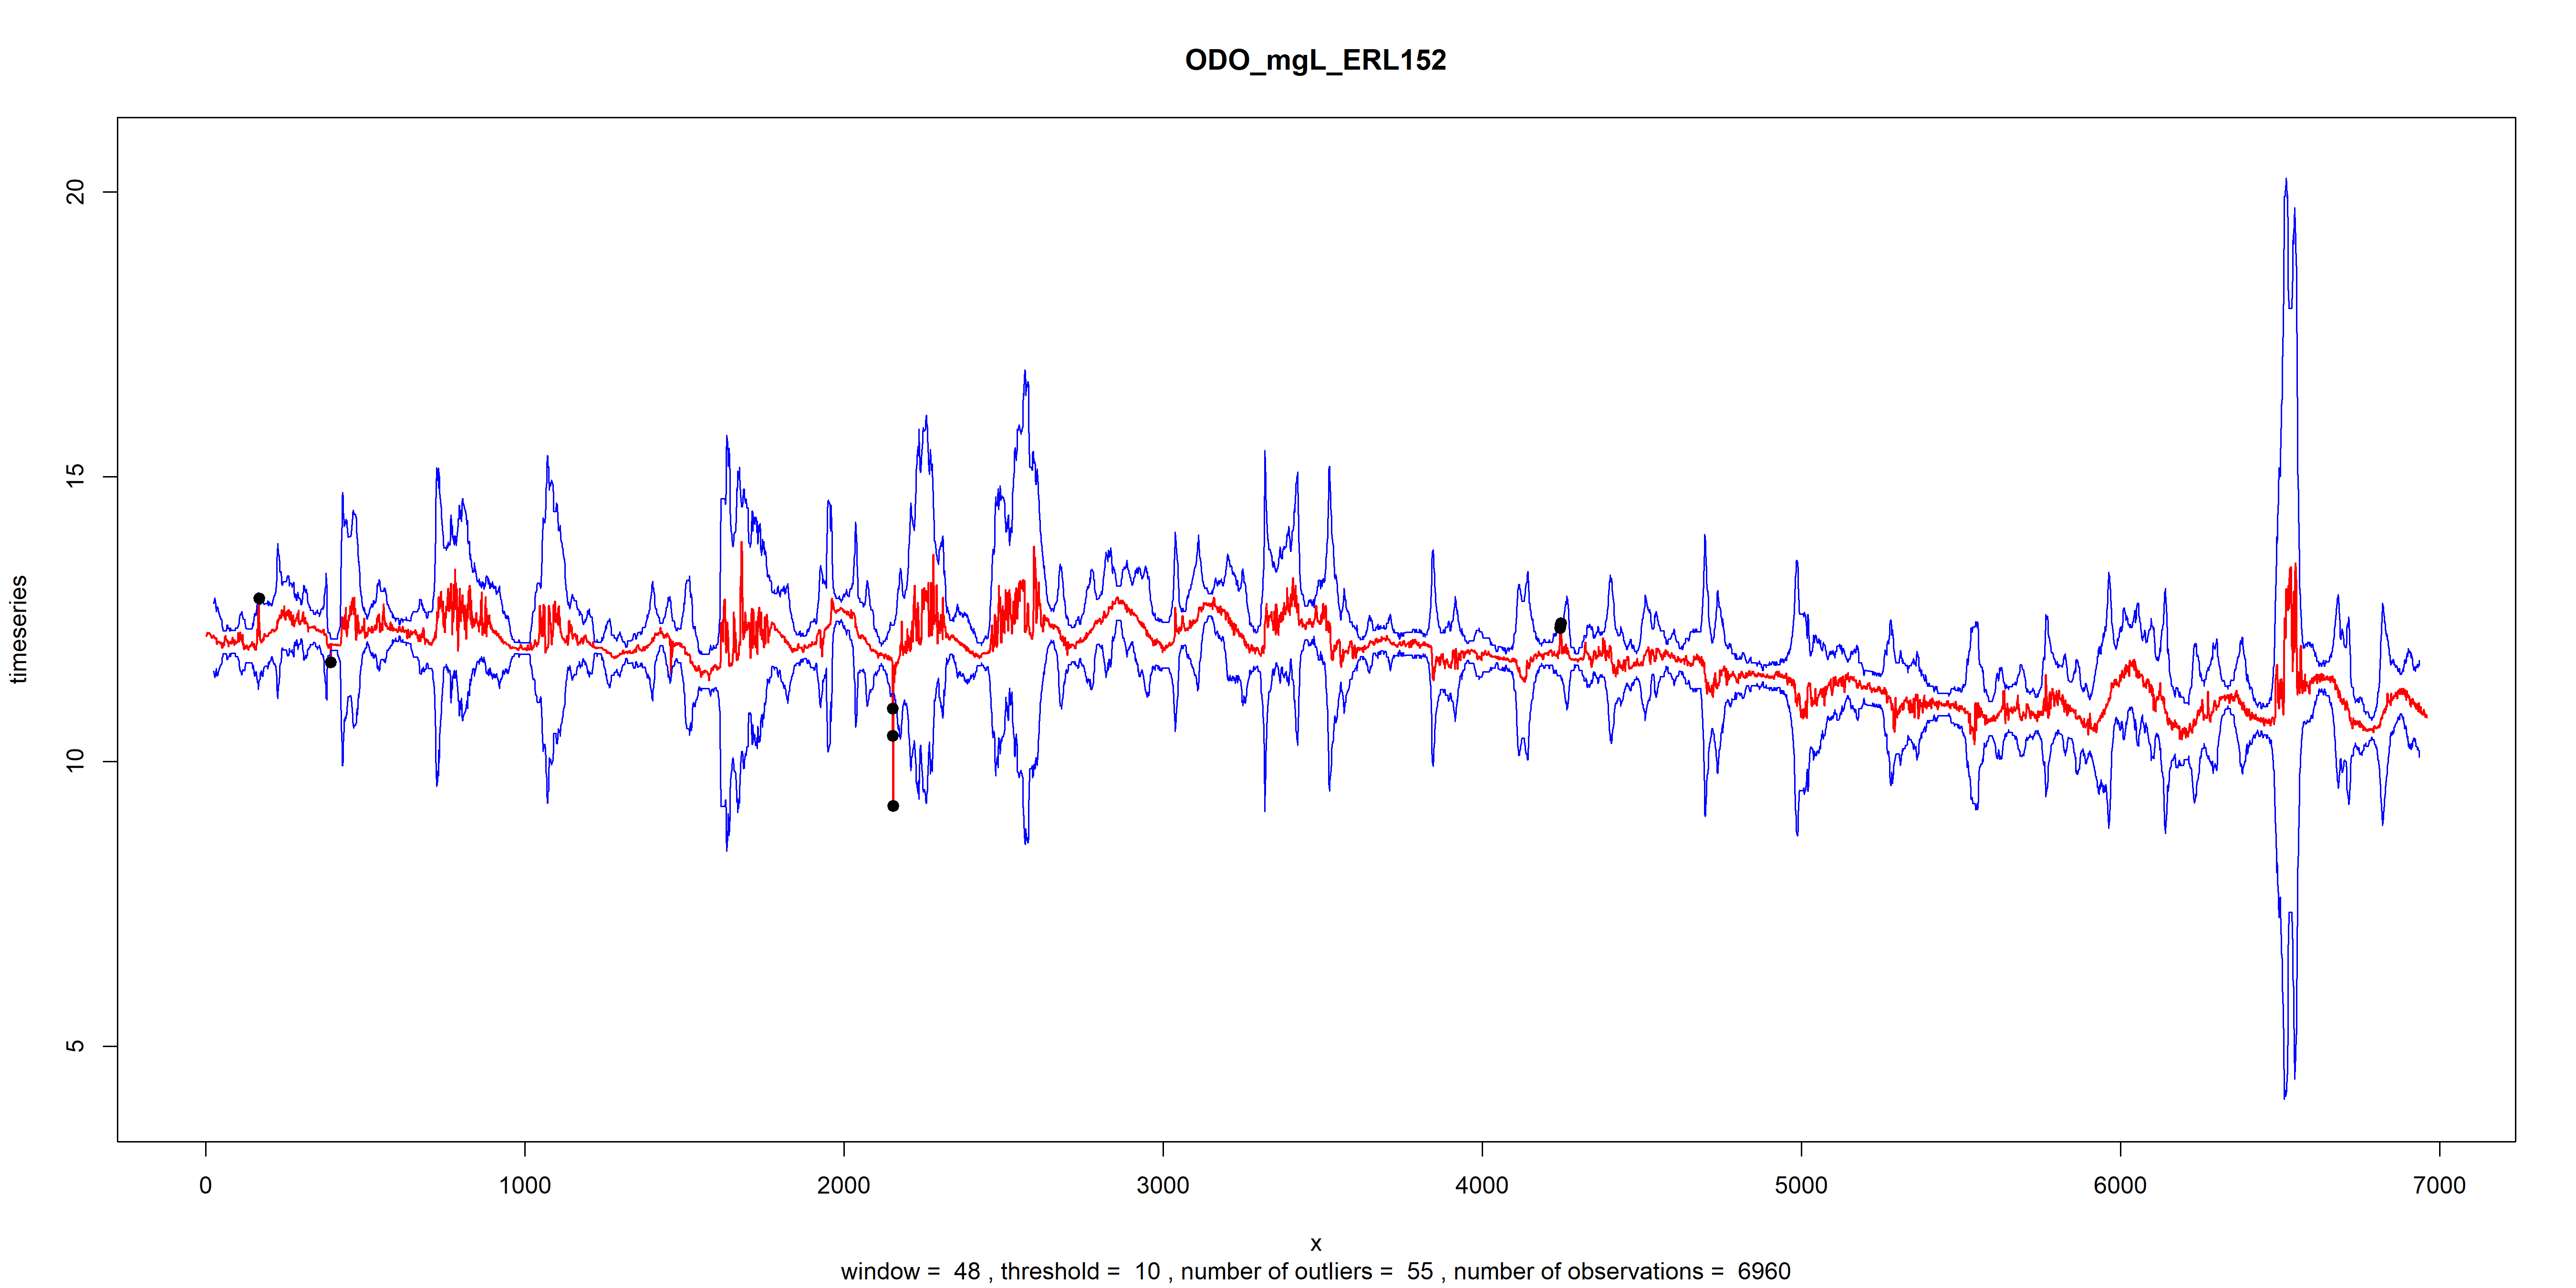 ODO_mgL_ERL152
timeseries
20
15
10
5
0 1000 2000 3000 4000 5000 6000 7000
x
window =  48 , threshold =  10 , number of outliers =  55 , number of observations =  6960